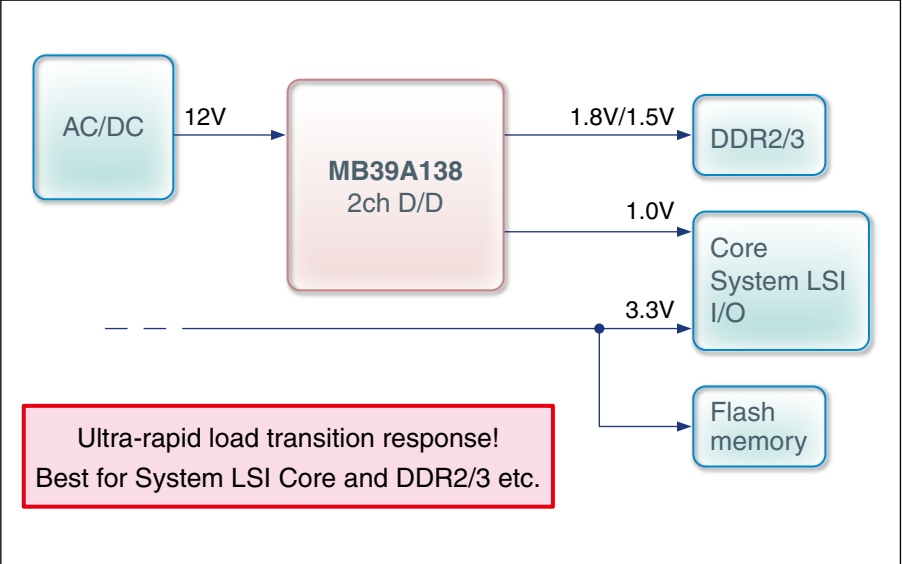 AC/DC
12V
MB39A138
2ch D/D
1.8V/1.5V
DDR2/3
1.0V
Core
System LSI
I/O
3.3V
Flash
memory
Ultra-rapid load transition response!
Best for System LSI Core and DDR2/3 etc.